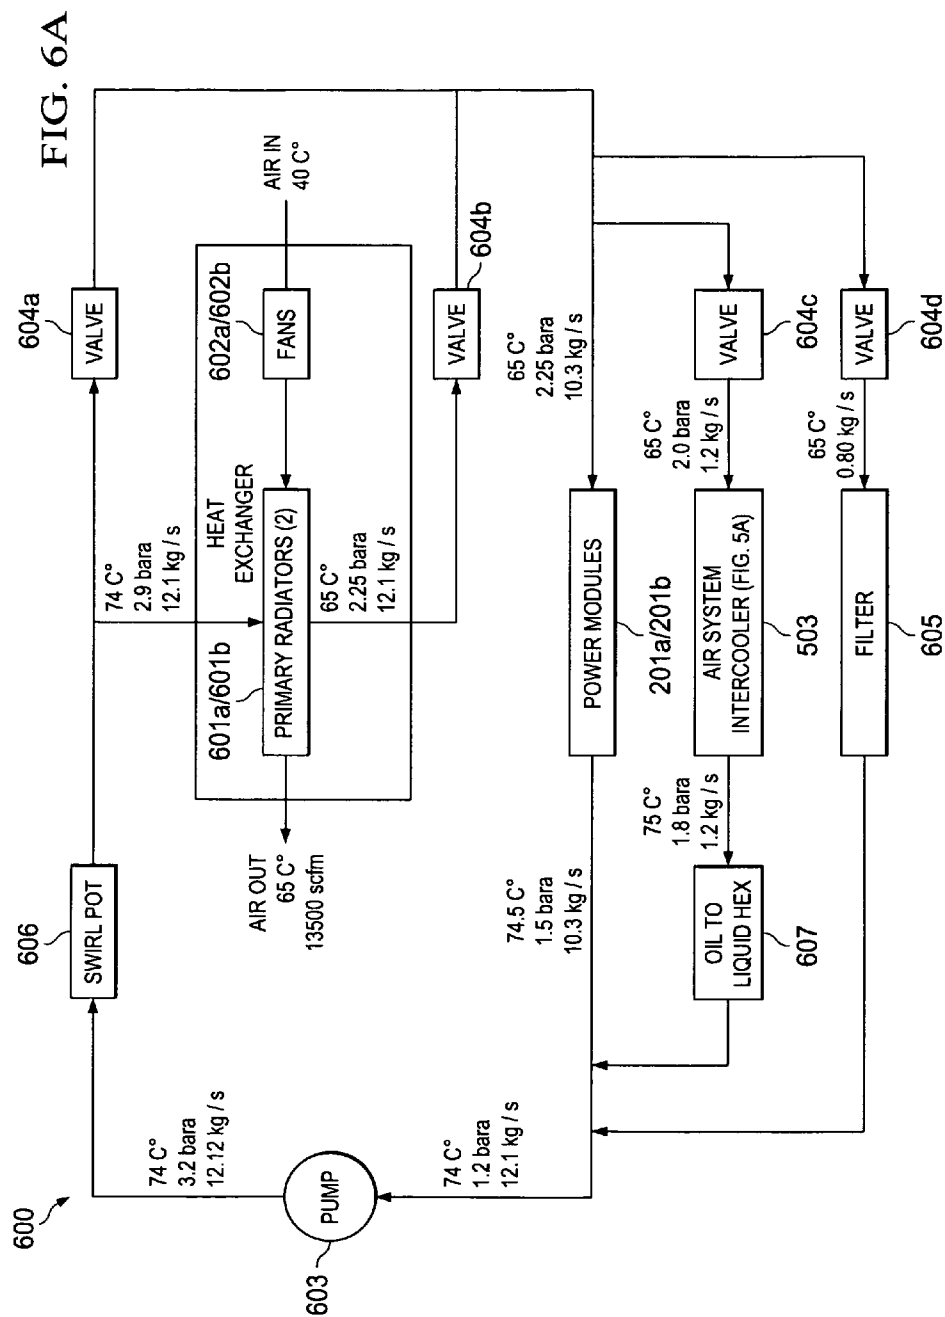 FIG. 6A
600
603
PUMP
74 C°
3.2 bara
12.12 kg / s
74 C°
1.2 bara
12.1 kg / s
606
SWIRL POT
74 C°
2.9 bara
12.1 kg / s
604a
VALVE
HEAT
EXCHANGER
601a/601b
PRIMARY RADIATORS (2)
602a/602b
FANS
AIR IN
40 C°
AIR OUT
65 C°
13500 scfm
65 C°
2.25 bara
12.1 kg / s
VALVE
604b
65 C°
2.25 bara
10.3 kg / s
POWER MODULES
201a/201b
74.5 C°
1.5 bara
10.3 kg / s
VALVE
604c
65 C°
2.0 bara
1.2 kg / s
AIR SYSTEM
INTERCOOLER (FIG. 5A)
503
75 C°
1.8 bara
1.2 kg / s
OIL TO
LIQUID HEX
607
VALVE
604d
65 C°
0.80 kg / s
FILTER
605